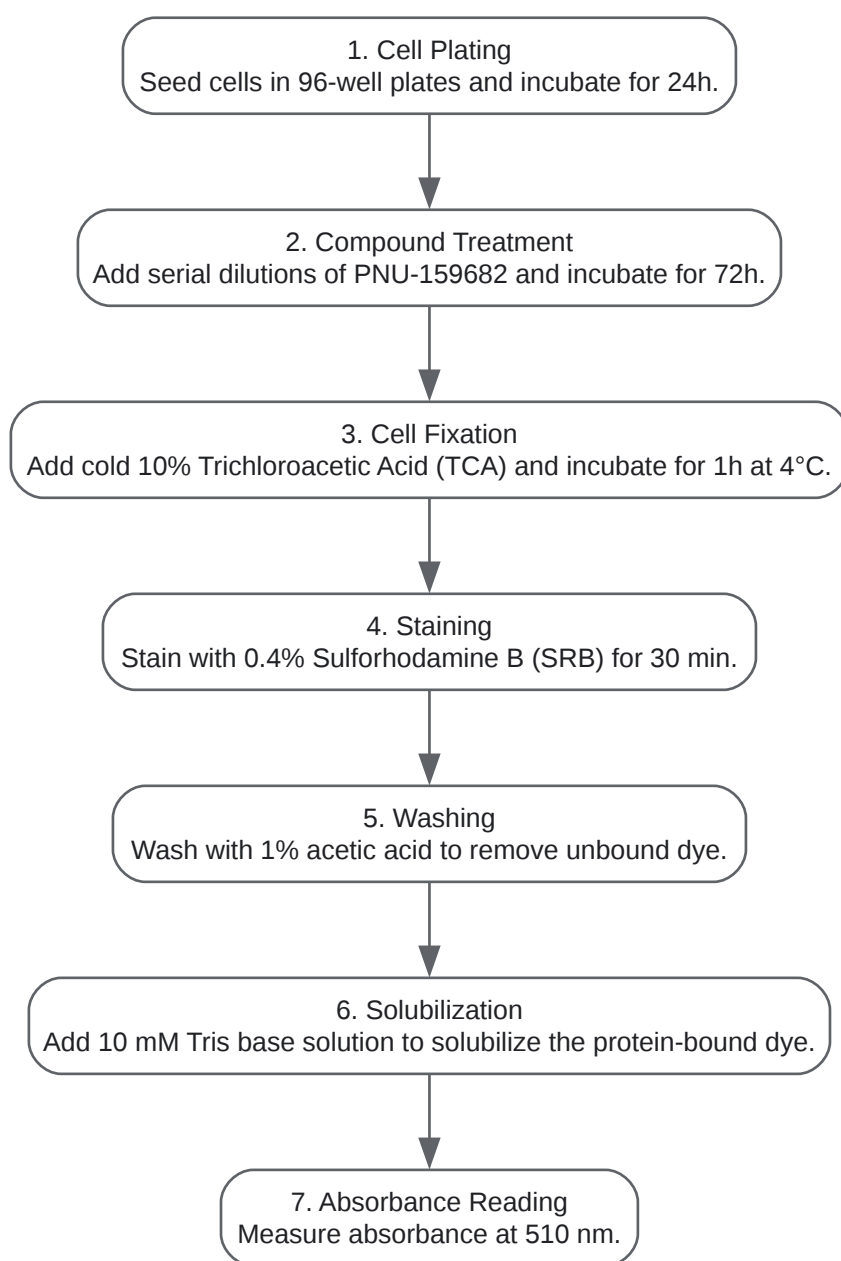 1. Cell Plating
Seed cells in 96-well plates and incubate for 24h.
2. Compound Treatment
Add serial dilutions of PNU-159682 and incubate for 72h.
3. Cell Fixation
Add cold 10% Trichloroacetic Acid (TCA) and incubate for 1h at 4°C.
4. Staining
Stain with 0.4% Sulforhodamine B (SRB) for 30 min.
5. Washing
Wash with 1% acetic acid to remove unbound dye.
6. Solubilization
Add 10 mM Tris base solution to solubilize the protein-bound dye.
7. Absorbance Reading
Measure absorbance at 510 nm.